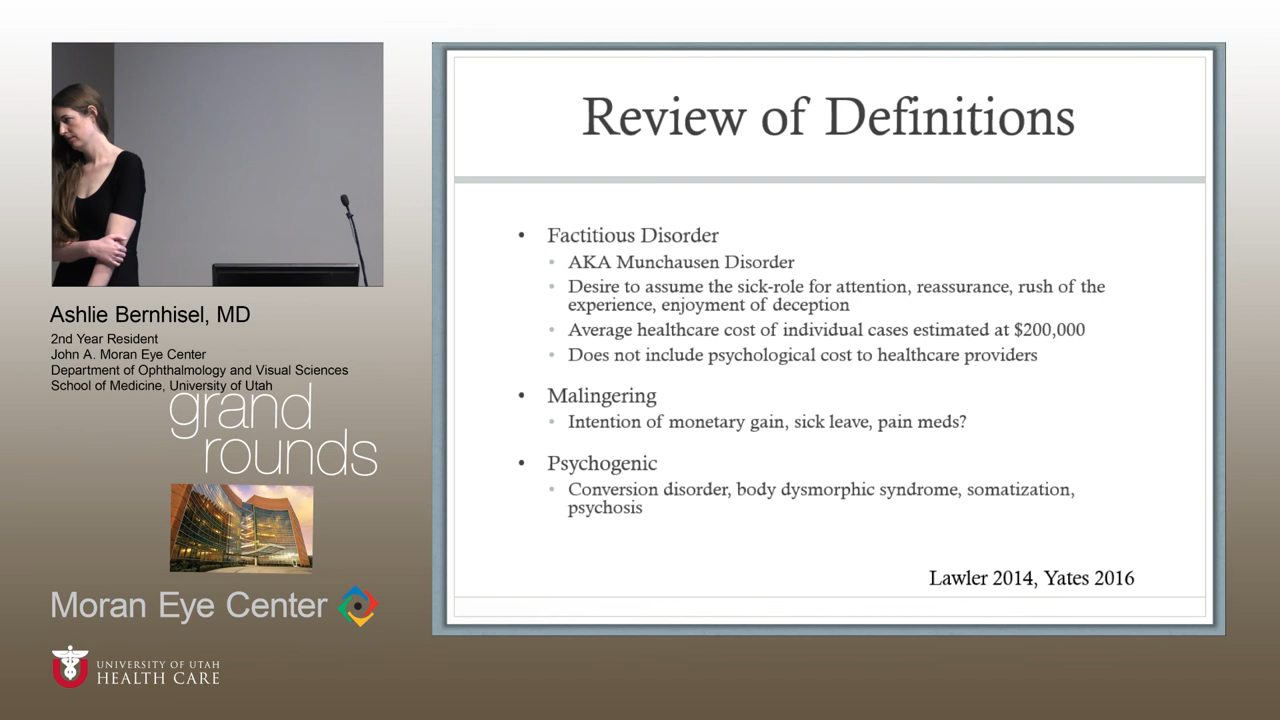 Review of Definitions
• Factitious Disorder
• AKA Munchausen Disorder
• Desire to assume the sick-role for attention, reassurance, rush of the
experience, enjoyment of deception
• Average healthcare cost of individual cases estimated at $200,000
• Does not include psychological cost to healthcare providers
• Malingering
• Intention of monetary gain, sick leave, pain meds?
• Psychogenic
• Conversion disorder, body dysmorphic syndrome, somatization,
psychosis
Lawler 2014, Yates 2016
Ashlie Bernhisel, MD
2nd Year Resident
John A. Moran Eye Center
Department of Ophthalmology and Visual Sciences
School of Medicine, University of Utah
grand
rounds
Moran Eye Center
U
UNIVERSITY OF UTAH
HEALTH CARE